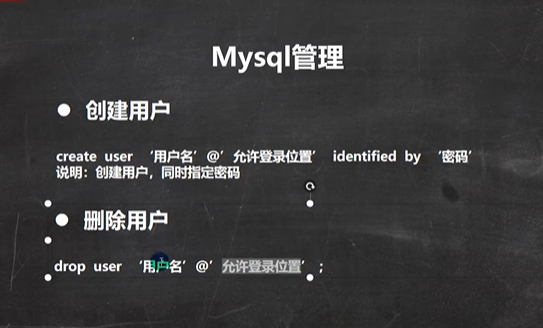 Mysql管理
● 创建用户
create user ‘用户名’@’允许登录位置’ identified by ‘密码’
说明：创建用户，同时指定密码
● 删除用户
drop user ‘用户名’@’允许登录位置’ ;